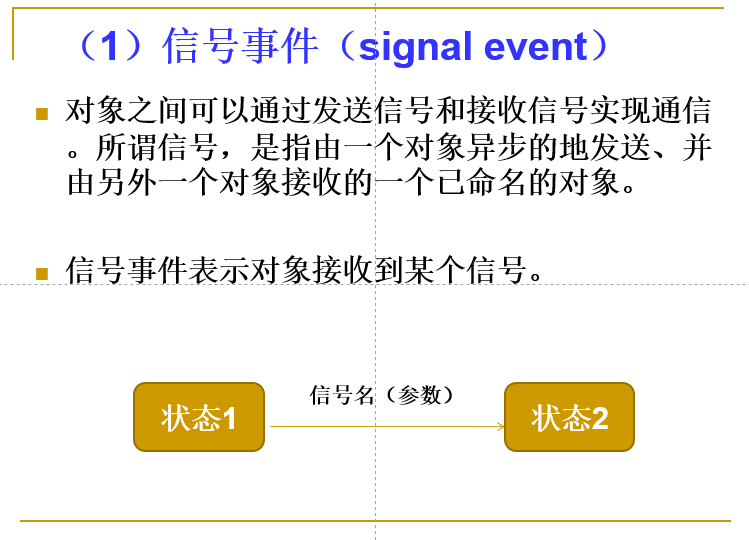 （1）信号事件（signal event）
对象之间可以通过发送信号和接收信号实现通信
。所谓信号，是指由一个对象异步的地发送、并
由另外一个对象接收的一个已命名的对象。
信号事件表示对象接收到某个信号。
信号名（参数）
状态1
状态2